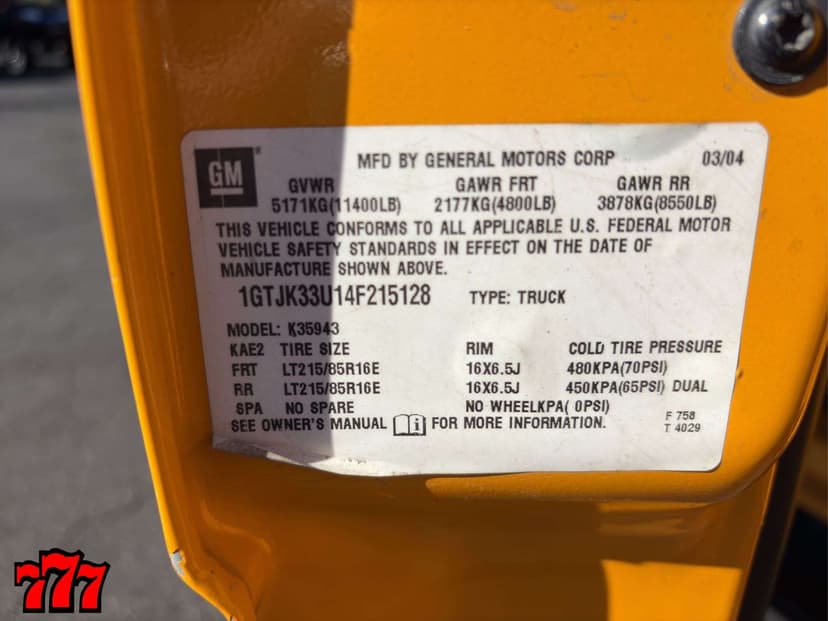 GM®
MFD BY GENERAL MOTORS CORP 03/04
GVWR GAWR FRT GAWR RR
5171KG(11400LB) 2177KG(4800LB) 3878KG(8550LB)
THIS VEHICLE CONFORMS TO ALL APPLICABLE U.S. FEDERAL MOTOR
VEHICLE SAFETY STANDARDS IN EFFECT ON THE DATE OF
MANUFACTURE SHOWN ABOVE.
1GTJK33U14F215128 TYPE: TRUCK
MODEL: K35943
KAE2 TIRE SIZE RIM COLD TIRE PRESSURE
FRT LT215/85R16E 16X6.5J 480KPA(70PSI)
RR LT215/85R16E 16X6.5J 450KPA(65PSI) DUAL
SPA NO SPARE NO WHEELKPA( 0PSI)
SEE OWNER'S MANUAL i FOR MORE INFORMATION.
F 758
T 4029
777